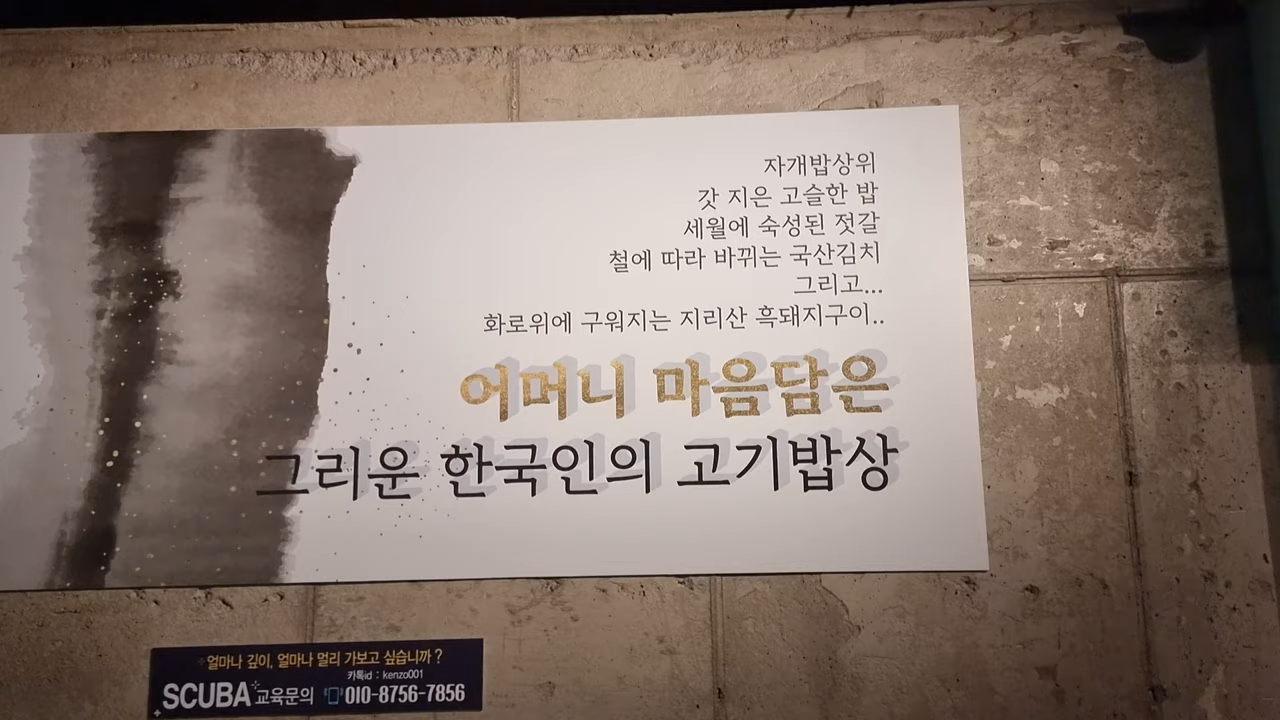 자개밥상위
갓 지은 고슬한 밥
세월에 숙성된 젓갈
철에 따라 바뀌는 국산김치
그리고...
화로위에 구워지는 지리산 흑돼지구이..
어머니 마음담은
그리운 한국인의 고기밥상
얼마나 깊이, 얼마나 멀리 가보고 싶습니까?
카톡id : kenzo001
SCUBA 교육문의 010-8756-7856